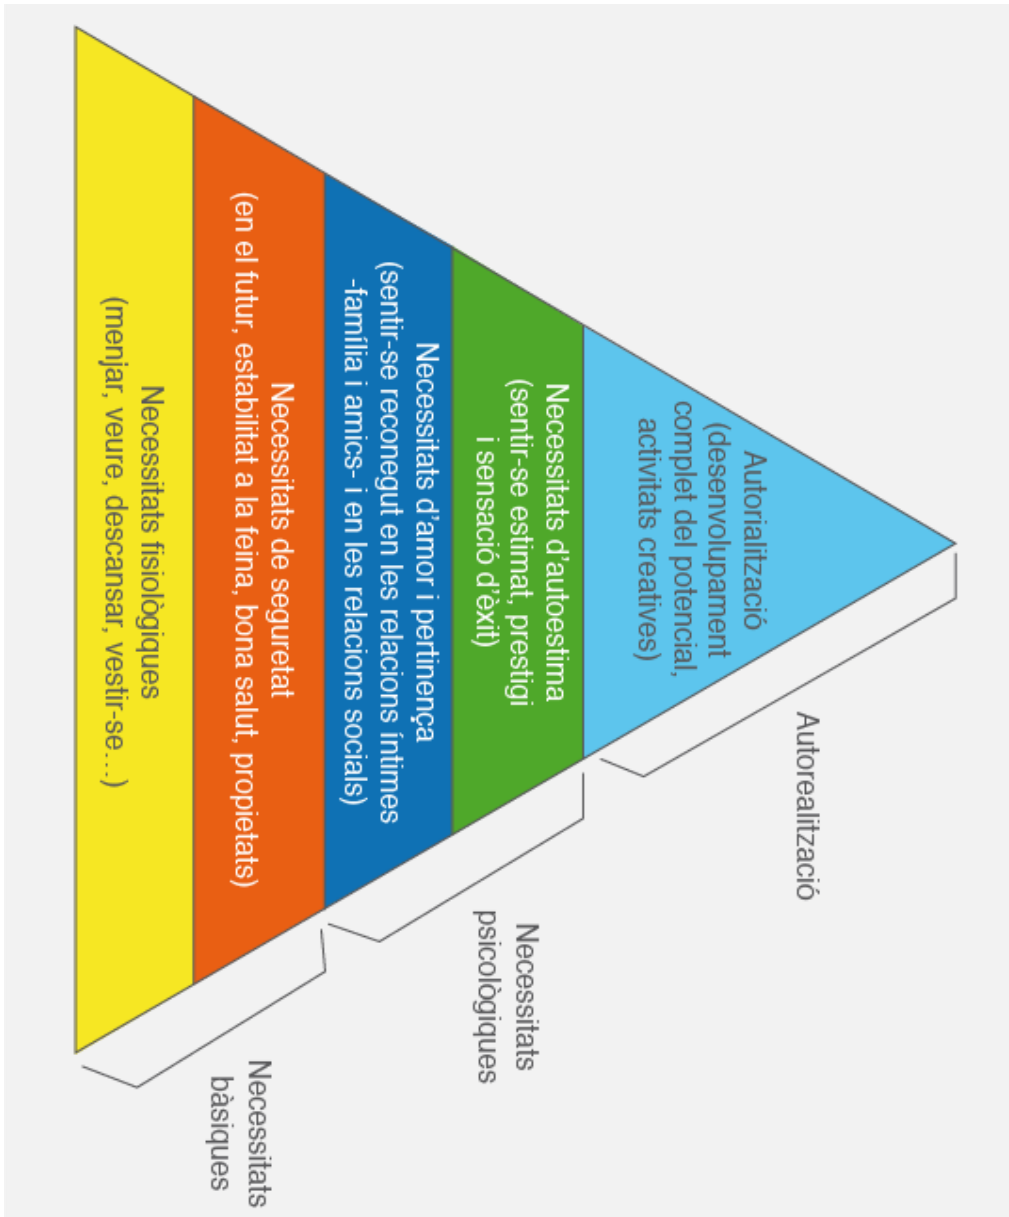 Autorialització
(desenvolupament
complet del potencial,
activitats creatives)
Autorealització
Necessitats d'autoestima
(sentir-se estimat, prestigi
i sensació d'èxit)
Necessitats d'amor i pertinença
(sentir-se reconegut en les relacions íntimes
-família i amics- i en les relacions socials)
Necessitats
psicològiques
Necessitats de seguretat
(en el futur, estabilitat a la feina, bona salut, propietats)
Necessitats fisiològiques
(menjar, veure, descansar, vestir-se...)
Necessitats
bàsiques